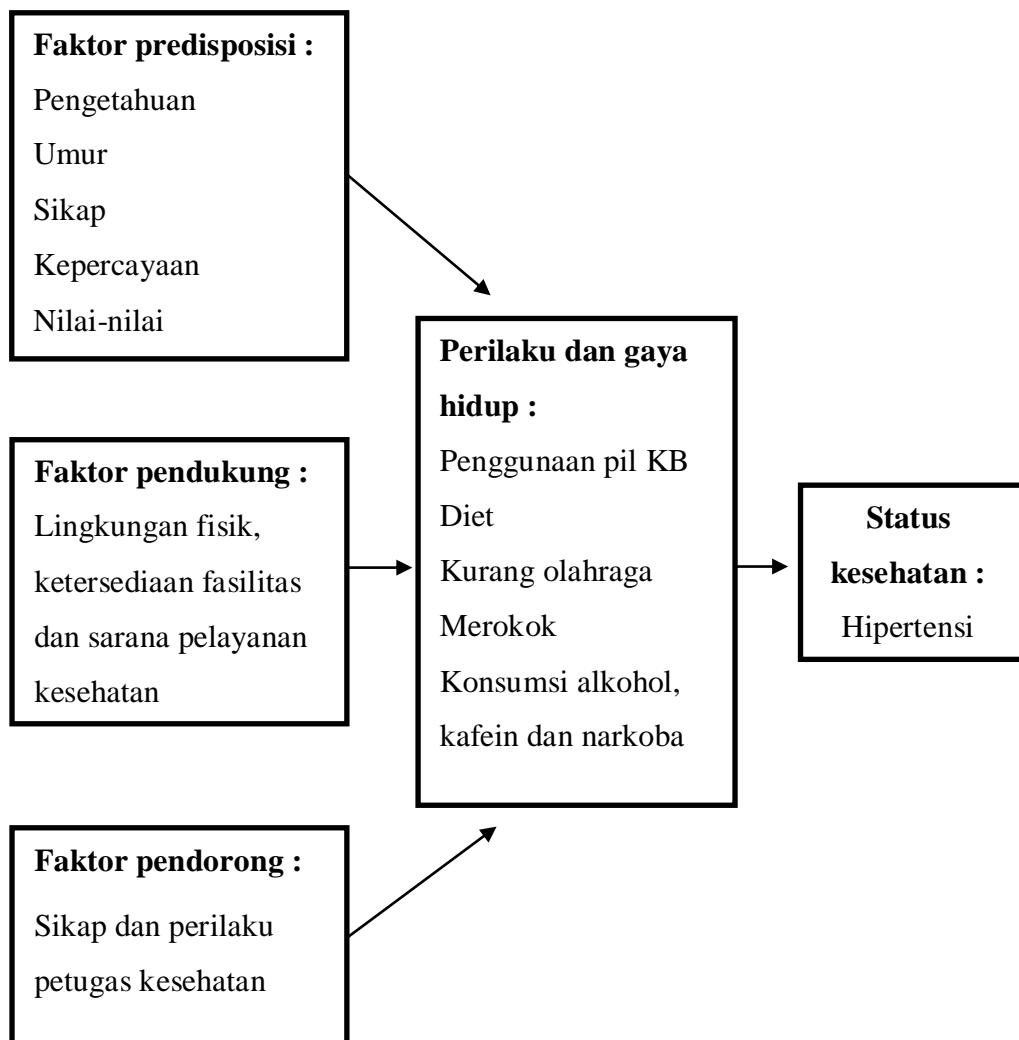 Faktor predisposisi :
Pengetahuan
Umur
Sikap
Kepercayaan
Nilai-nilai
Faktor pendukung :
Lingkungan fisik,
ketersediaan fasilitas
dan sarana pelayanan
kesehatan
Faktor pendorong :
Sikap dan perilaku
petugas kesehatan
Perilaku dan gaya
hidup :
Penggunaan pil KB
Diet
Kurang olahraga
Merokok
Konsumsi alkohol,
kafein dan narkoba
Status
kesehatan :
Hipertensi